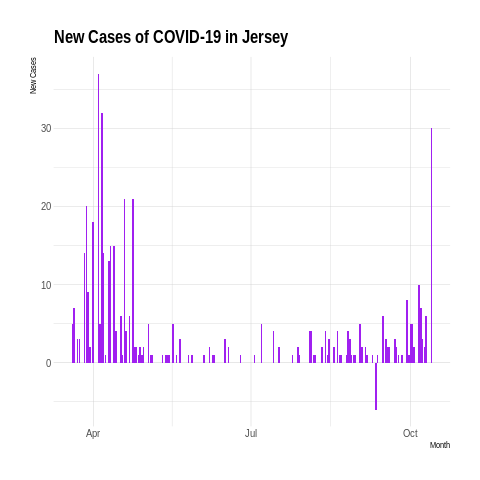 New Cases of COVID-19 in Jersey
New Cases
30
20
10
0
Apr
Jul
Oct
Month